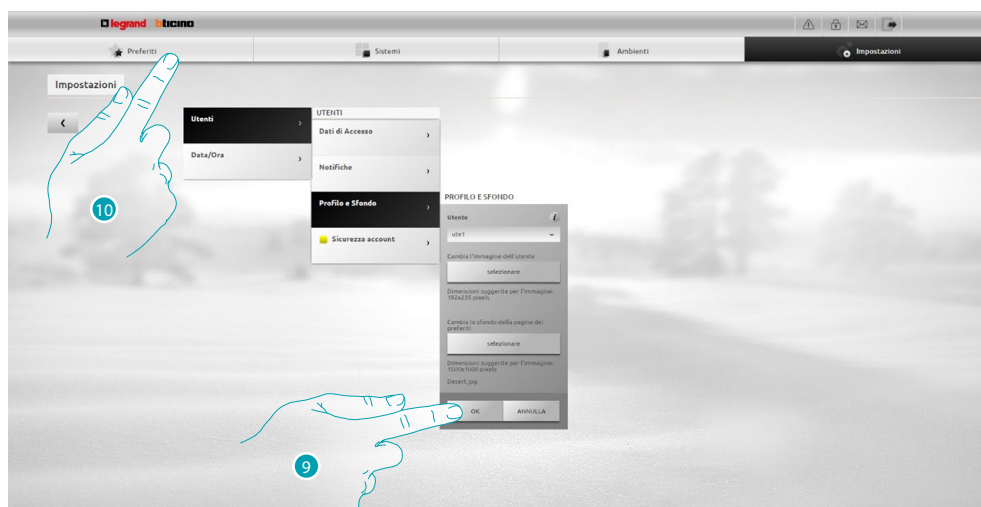 legrand bticino
Preferiti
Sistemi
Ambienti
Impostazioni
Impostazioni
Utenti
Data/Ora
UTENTI
Dati di Accesso
Notifiche
Profilo e Sfondo
Sicurezza account
PROFILO E SFONDO
Utente
ute1
Cambia l'immagine dell'utente
selezionare
Dimensioni suggerite per l'immagine:
192x235 pixels
Cambia lo sfondo della pagina dei
preferiti
selezionare
Dimensioni suggerite per l'immagine:
1500x1000 pixels
Desert.jpg
OK
ANNULLA
10
9